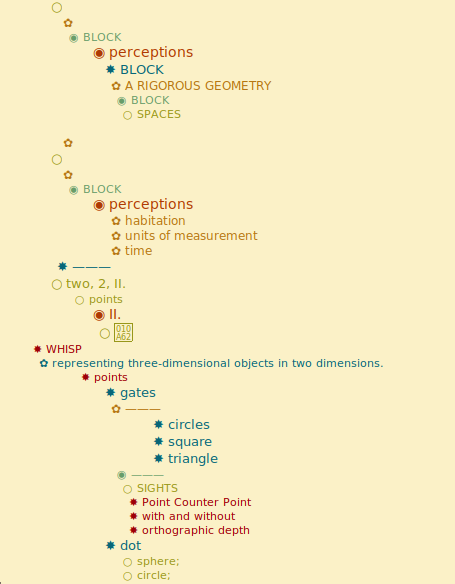 ○
✿
◉ BLOCK
◉ perceptions
✸ BLOCK
✿ A RIGOROUS GEOMETRY
◉ BLOCK
○ SPACES
✿
○
✿
◉ BLOCK
◉ perceptions
✿ habitation
✿ units of measurement
✿ time
✸ ———
○ two, 2, II.
○ points
◉ II.
○ 𐩢
✸ WHISP
✿ representing three-dimensional objects in two dimensions.
✸ points
✸ gates
✿ ———
✸ circles
✸ square
✸ triangle
◉ ———
○ SIGHTS
✸ Point Counter Point
✸ with and without
✸ orthographic depth
✸ dot
○ sphere;
○ circle;